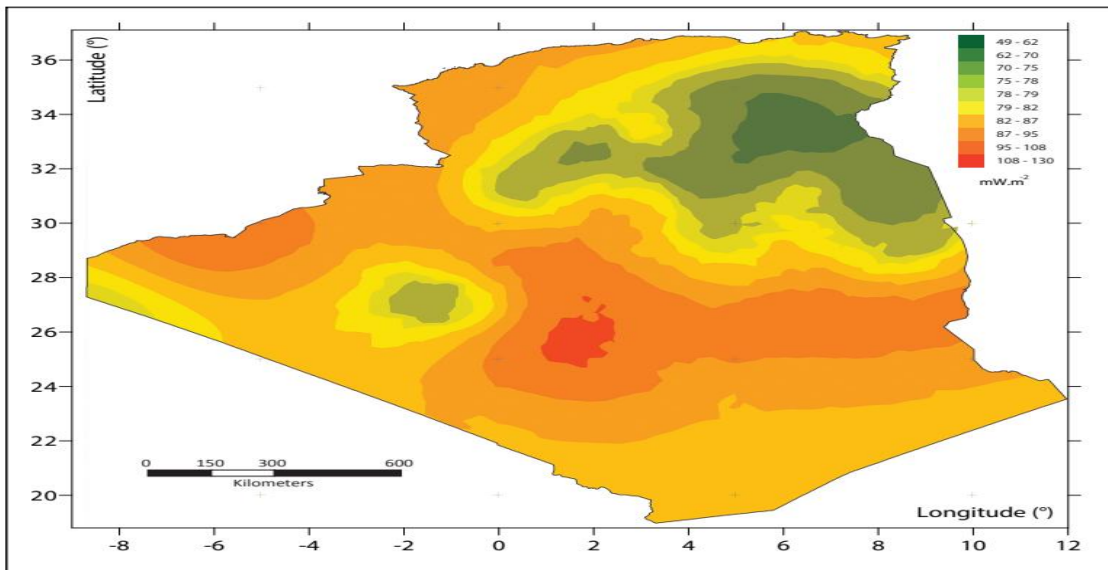 Latitude (º)
36
34
32
30
28
26
24
22
20
49 - 62
62 - 70
70 - 75
75 - 78
78 - 79
79 - 82
82 - 87
87 - 95
95 - 108
108 - 130
mW.m⁻²
0 150 300 600
Kilometers
Longitude (º)
-8 -6 -4 -2 0 2 4 6 8 10 12